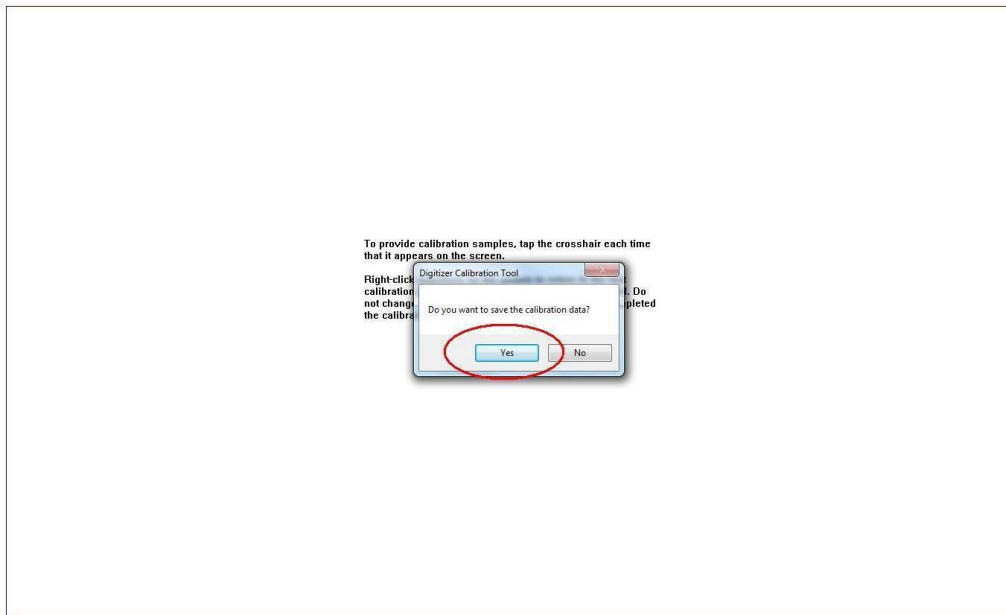 To provide calibration samples, tap the crosshair each time
that it appears on the screen.
Digitizer Calibration Tool
Right-click
calibration l. Do
not change pleted
the calibra
Do you want to save the calibration data?
Yes No